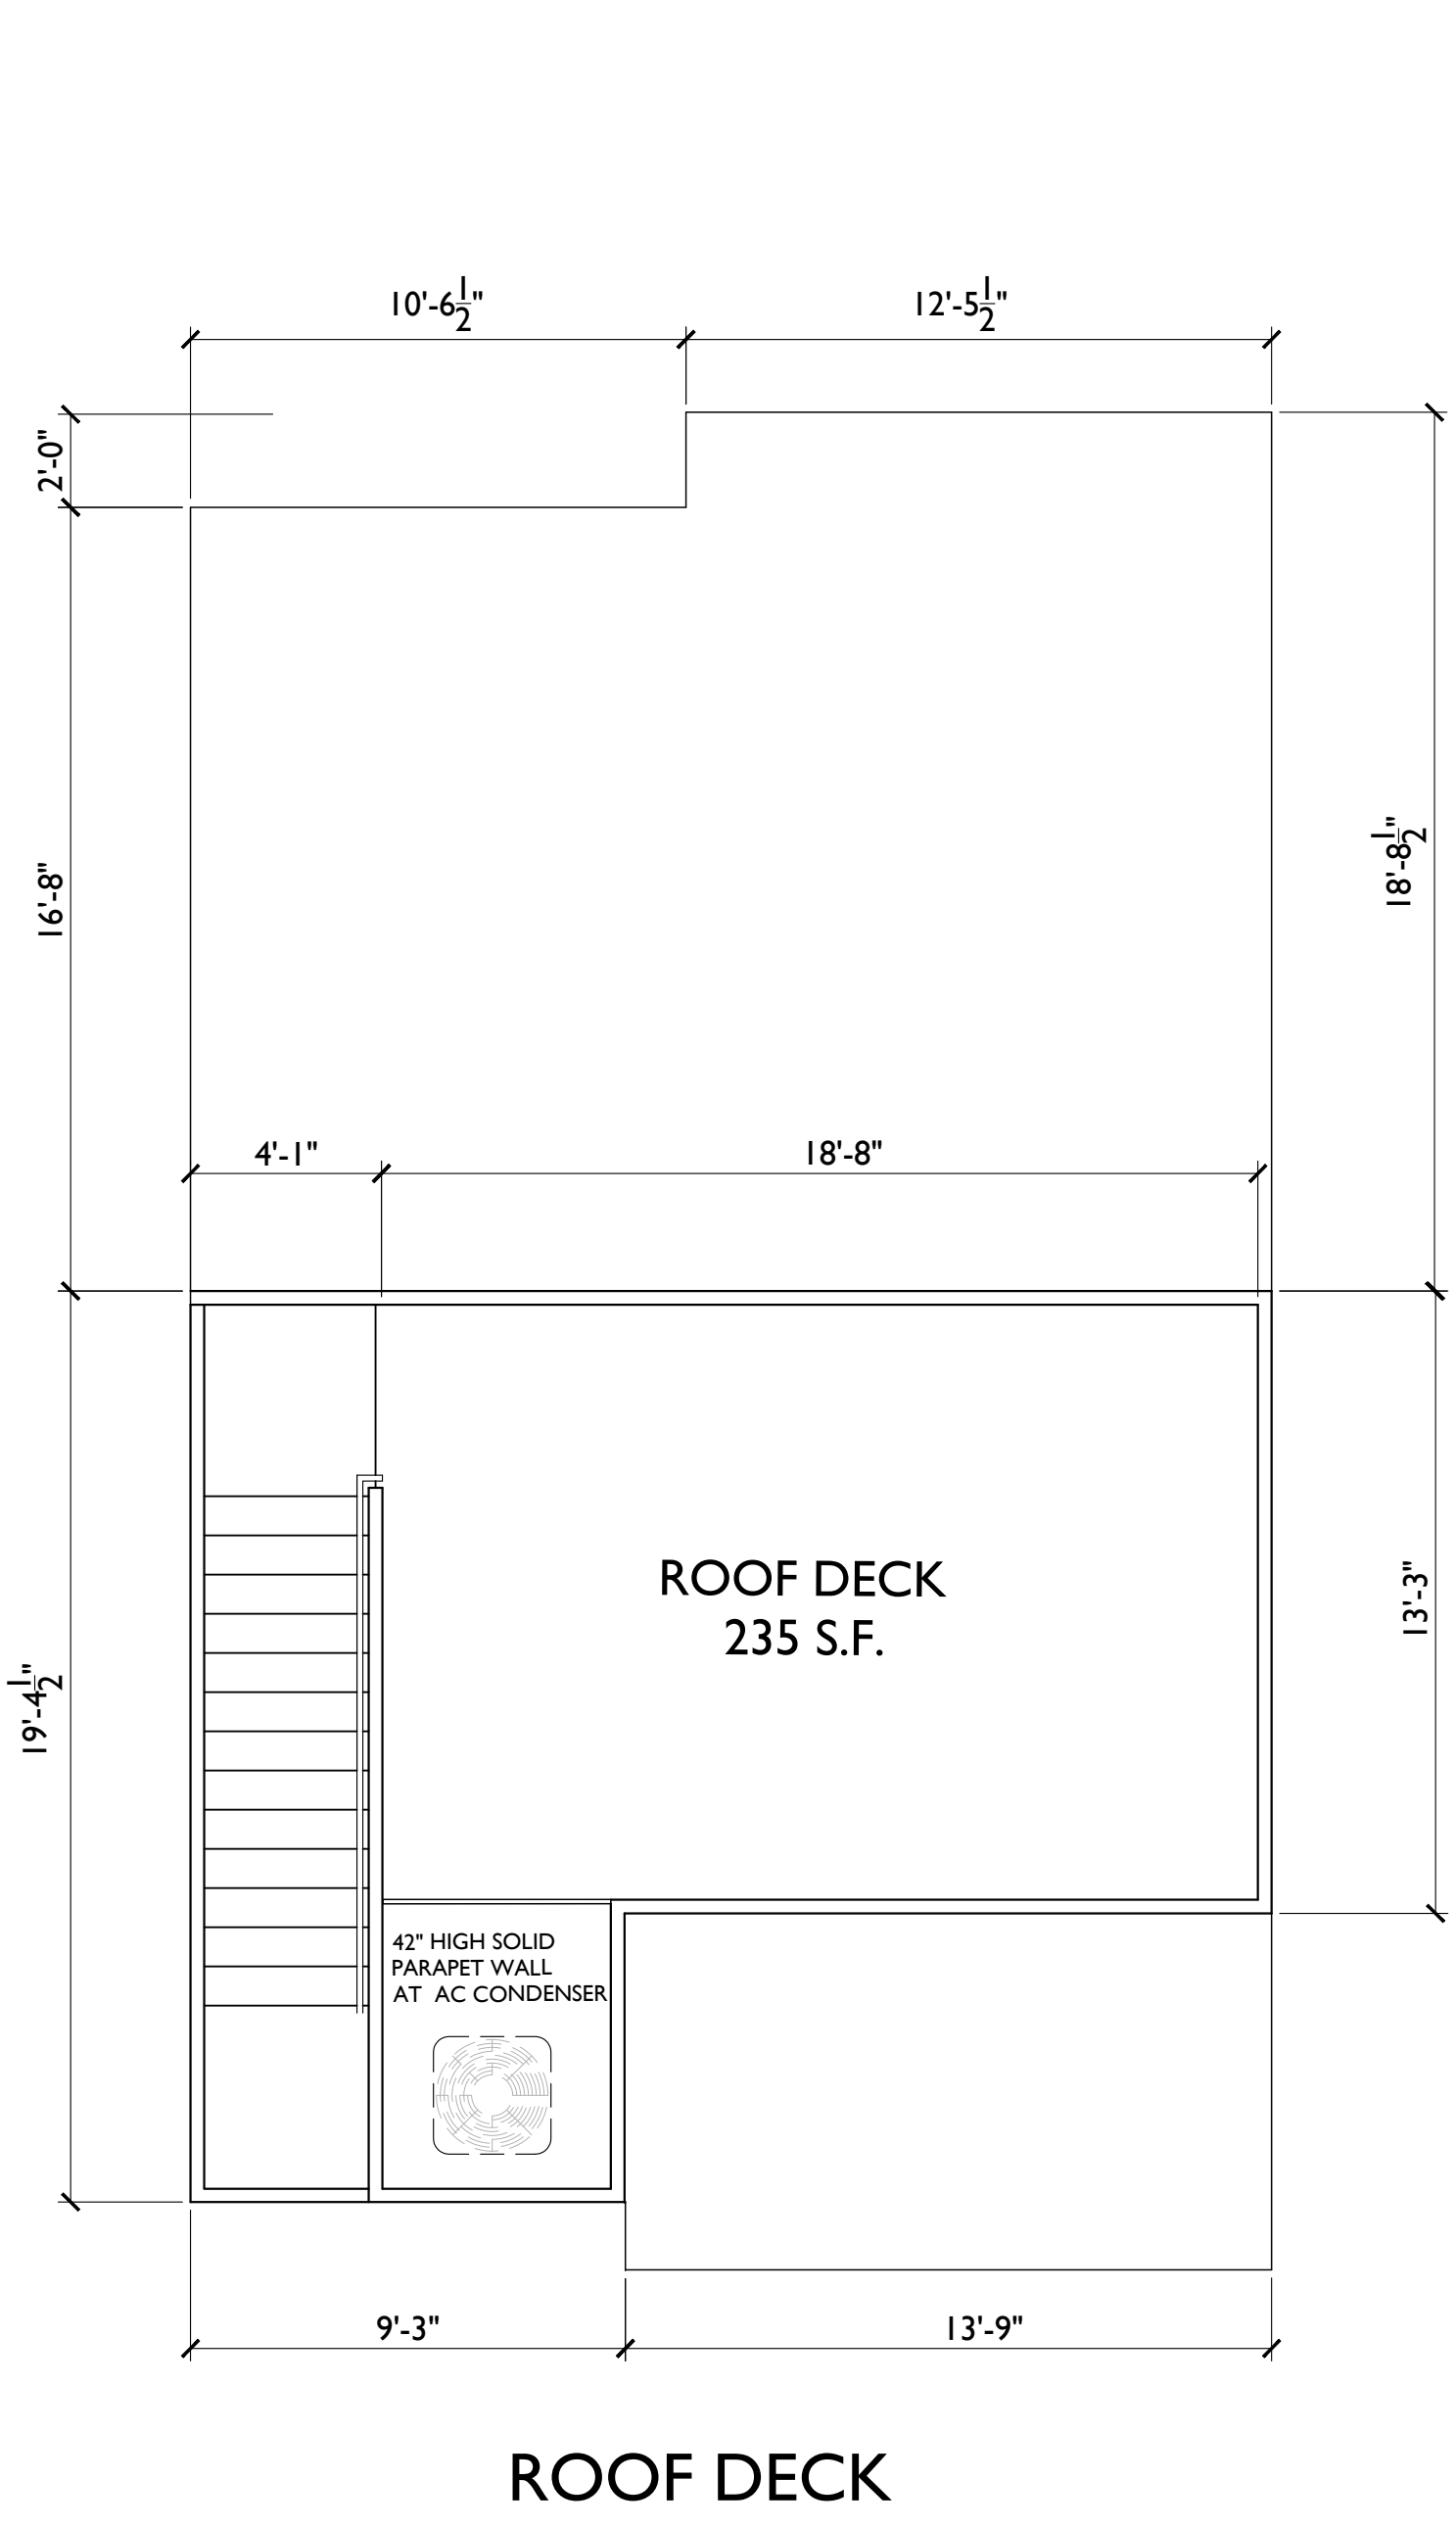 10'-6 1/2"
12'-5 1/2"
2'-0"
16'-8"
18'-8 1/2"
4'-1"
18'-8"
ROOF DECK
235 S.F.
13'-3"
19'-4 1/2"
42" HIGH SOLID
PARAPET WALL
AT AC CONDENSER
9'-3"
13'-9"
ROOF DECK